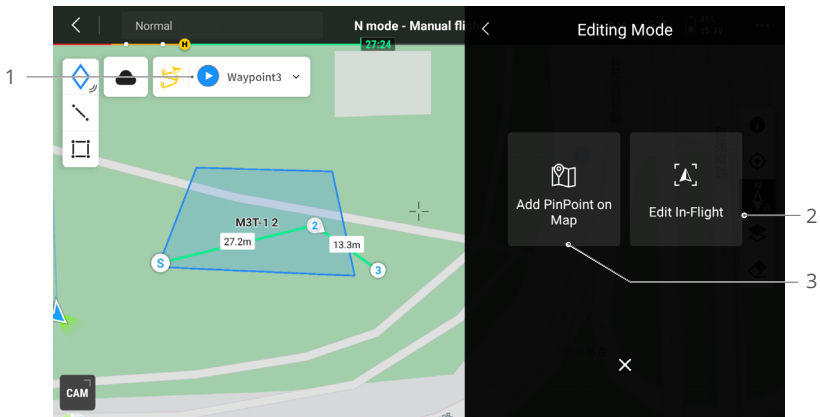 Normal
N mode - Manual fli
Editing Mode
H
27:24
1
Waypoint3
M3T-1 2
2
27.2m
13.3m
S
3
Add PinPoint on
Map
Edit In-Flight
2
3
CAM